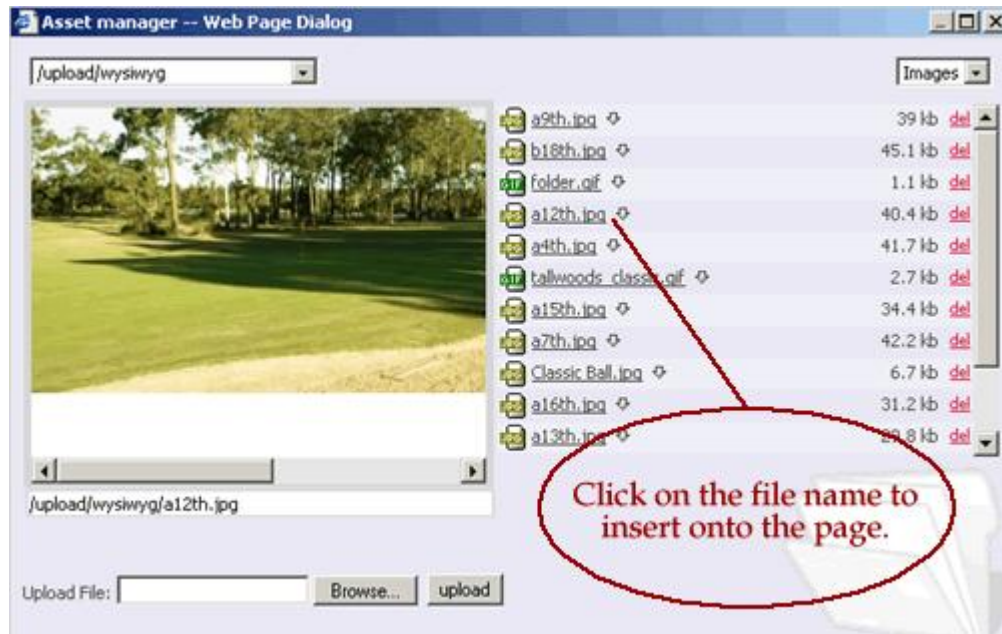 Asset manager -- Web Page Dialog
/upload/wysiwyg
Images
a9th.jpg 39 kb del
b18th.jpg 45.1 kb del
folder.gif 1.1 kb del
a12th.jpg 40.4 kb del
a4th.jpg 41.7 kb del
tallwoods_classic.gif 2.7 kb del
a15th.jpg 34.4 kb del
a7th.jpg 42.2 kb del
Classic Ball.jpg 6.7 kb del
a16th.jpg 31.2 kb del
a13th.jpg kb del
/upload/wysiwyg/a12th.jpg
Click on the file name to
insert onto the page.
Upload File: Browse... upload